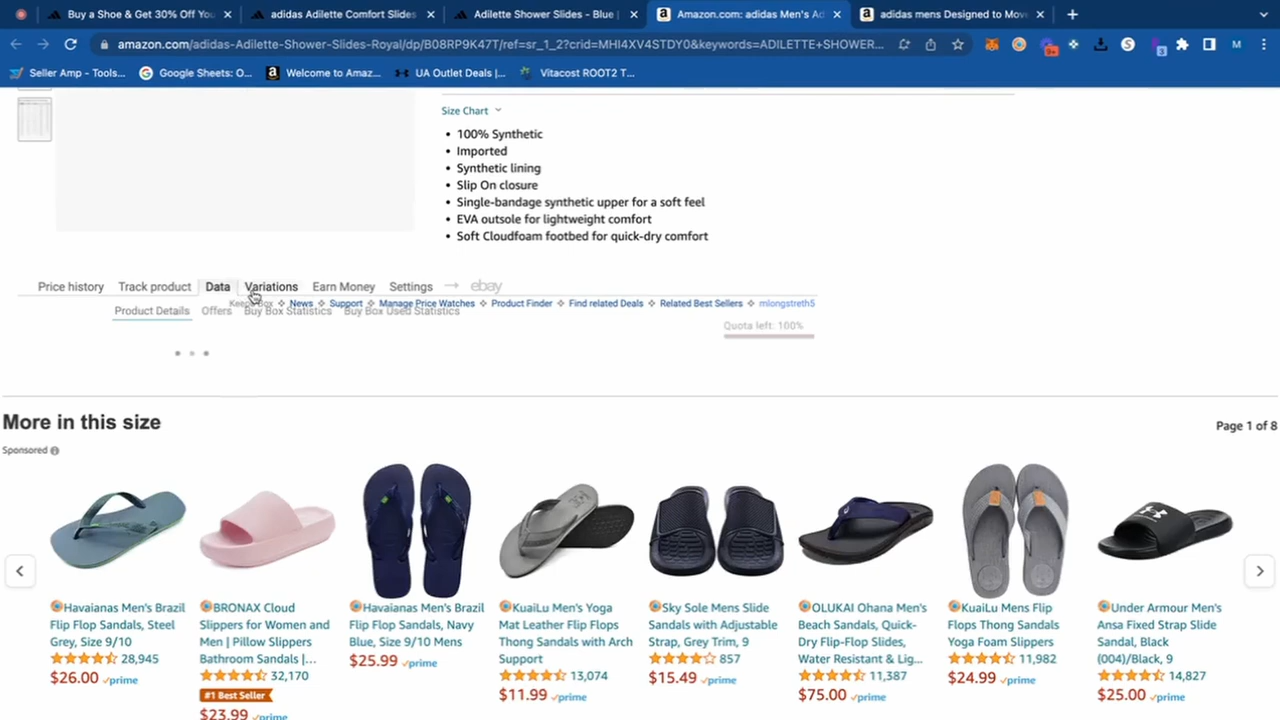 Buy a Shoe & Get 30% Off You
adidas Adilette Comfort Slides
Adilette Shower Slides - Blue |
Amazon.com: adidas Men's Ad
adidas mens Designed to Move
amazon.com/adidas-Adilette-Shower-Slides-Royal/dp/B08RP9K47T/ref=sr_1_2?crid=MHI4XV4STDY0&keywords=ADILETTE+SHOWER...
Seller Amp - Tools...
Google Sheets: O...
Welcome to Amaz...
UA Outlet Deals |...
Vitacost ROOT2 T...
Size Chart
• 100% Synthetic
• Imported
• Synthetic lining
• Slip On closure
• Single-bandage synthetic upper for a soft feel
• EVA outsole for lightweight comfort
• Soft Cloudfoam footbed for quick-dry comfort
Price history Track product Data Variations Earn Money Settings → ebay
News Support Manage Price Watches Product Finder Find related Deals Related Best Sellers mlongstreth5
Product Details Offers Buy Box Statistics Buy Box Used Statistics
Quota left: 100%
More in this size
Page 1 of 8
Sponsored
Havaianas Men's Brazil
Flip Flop Sandals, Steel
Grey, Size 9/10
28,945
$26.00 prime
BRONAX Cloud
Slippers for Women and
Men | Pillow Slippers
Bathroom Sandals |...
32,170
#1 Best Seller
$23.99 prime
Havaianas Men's Brazil
Flip Flop Sandals, Navy
Blue, Size 9/10 Mens
$25.99 prime
KuaiLu Men's Yoga
Mat Leather Flip Flops
Thong Sandals with Arch
Support
13,074
$11.99 prime
Sky Sole Mens Slide
Sandals with Adjustable
Strap, Grey Trim, 9
857
$15.49 prime
OLUKAI Ohana Men's
Beach Sandals, Quick-
Dry Flip-Flop Slides,
Water Resistant & Lig...
11,387
$75.00 prime
KuaiLu Mens Flip
Flops Thong Sandals
Yoga Foam Slippers
11,982
$24.99 prime
Under Armour Men's
Ansa Fixed Strap Slide
Sandal, Black
(004)/Black, 9
14,827
$25.00 prime